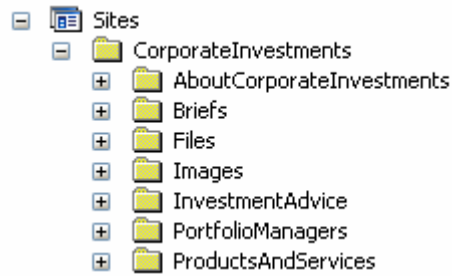 Sites
CorporateInvestments
AboutCorporateInvestments
Briefs
Files
Images
InvestmentAdvice
PortfolioManagers
ProductsAndServices